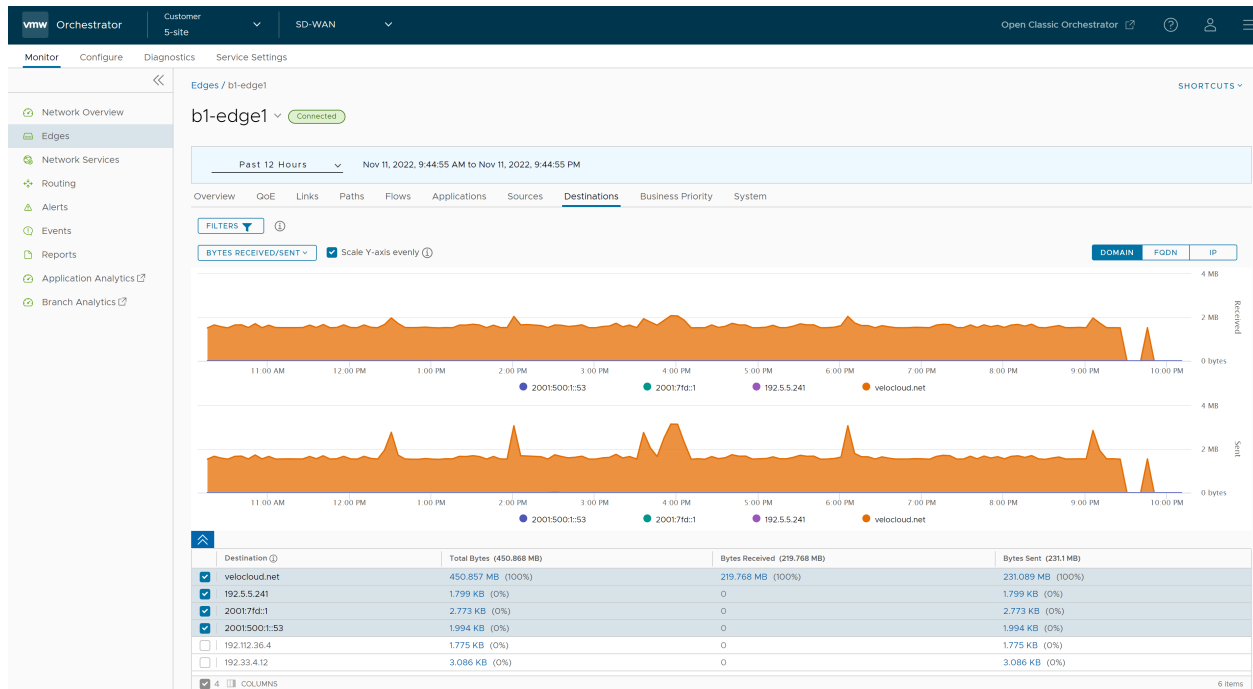 vmw Orchestrator Customer 5-site SD-WAN Open Classic Orchestrator
Monitor Configure Diagnostics Service Settings
Network Overview
Edges
Network Services
Routing
Alerts
Events
Reports
Application Analytics
Branch Analytics
Edges / b1-edge1 SHORTCUTS
b1-edge1 Connected
Past 12 Hours Nov 11, 2022, 9:44:55 AM to Nov 11, 2022, 9:44:55 PM
Overview QoE Links Paths Flows Applications Sources Destinations Business Priority System
FILTERS
BYTES RECEIVED/SENT Scale Y-axis evenly DOMAIN FQDN IP
4 MB
2 MB
0 bytes
Received
11:00 AM 12:00 PM 1:00 PM 2:00 PM 3:00 PM 4:00 PM 5:00 PM 6:00 PM 7:00 PM 8:00 PM 9:00 PM 10:00 PM
2001:500:1::53 2001:7fd::1 192.5.5.241 velocloud.net
4 MB
2 MB
0 bytes
Sent
11:00 AM 12:00 PM 1:00 PM 2:00 PM 3:00 PM 4:00 PM 5:00 PM 6:00 PM 7:00 PM 8:00 PM 9:00 PM 10:00 PM
2001:500:1::53 2001:7fd::1 192.5.5.241 velocloud.net
Destination Total Bytes (450.868 MB) Bytes Received (219.768 MB) Bytes Sent (231.1 MB)
velocloud.net 450.857 MB (100%) 219.768 MB (100%) 231.089 MB (100%)
192.5.5.241 1.799 KB (0%) 0 1.799 KB (0%)
2001:7fd::1 2.773 KB (0%) 0 2.773 KB (0%)
2001:500:1::53 1.994 KB (0%) 0 1.994 KB (0%)
192.112.36.4 1.775 KB (0%) 0 1.775 KB (0%)
192.33.4.12 3.086 KB (0%) 0 3.086 KB (0%)
4 COLUMNS 6 items